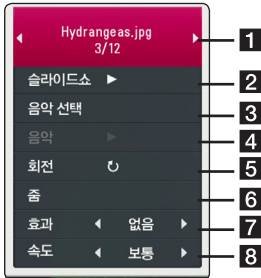 Hydrangeas.jpg
3/12
1
슬라이드쇼 ▶ 2
음악 선택 3
음악 ▶ 4
회전 ↻ 5
줌 6
효과 ◀ 없음 ▶ 7
속도 ◀ 보통 ▶ 8